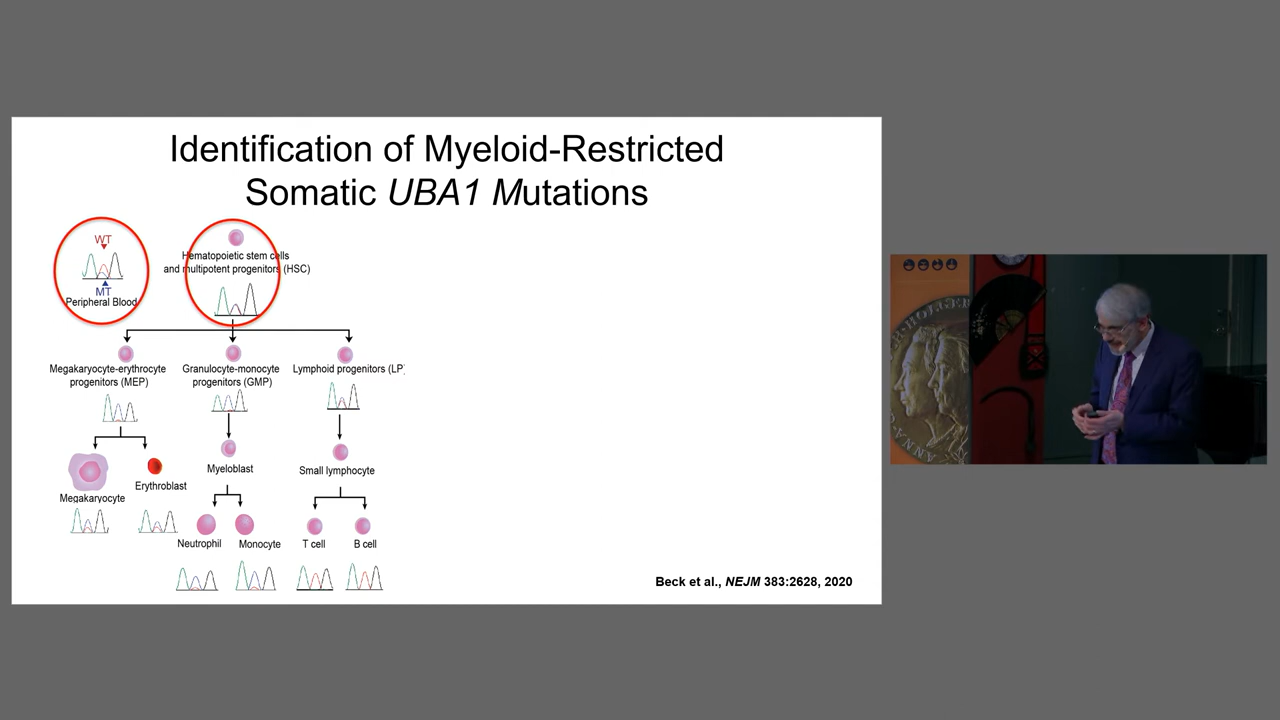 Identification of Myeloid-Restricted
Somatic UBA1 Mutations
WT
MT
Peripheral Blood
Hematopoietic stem cells
and multipotent progenitors (HSC)
Megakaryocyte-erythrocyte
progenitors (MEP)
Granulocyte-monocyte
progenitors (GMP)
Lymphoid progenitors (LP)
Myeloblast
Small lymphocyte
Megakaryocyte
Erythroblast
Neutrophil
Monocyte
T cell
B cell
Beck et al., NEJM 383:2628, 2020